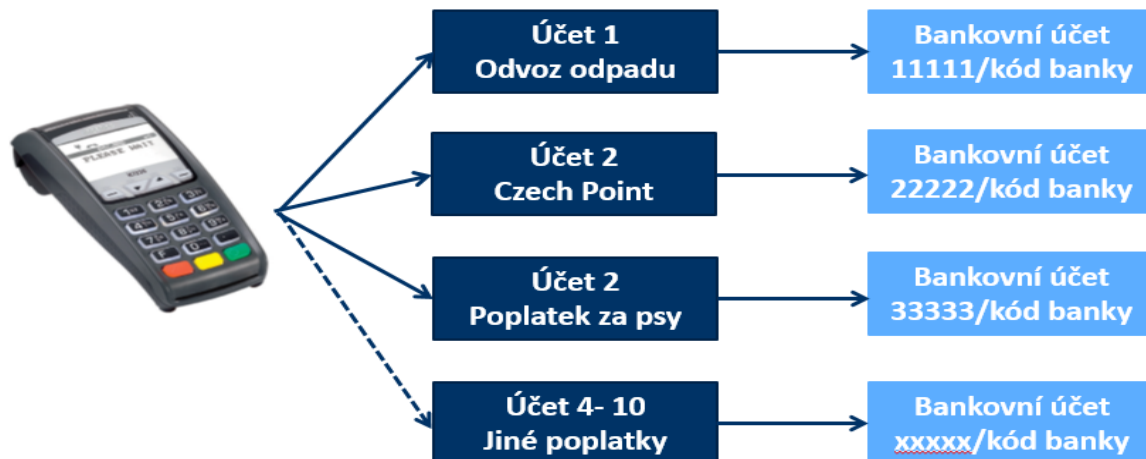 Účet 1
Odvoz odpadu
Bankovní účet
11111/kód banky
PLEASE WAIT
Účet 2
Czech Point
Bankovní účet
22222/kód banky
Účet 2
Poplatek za psy
Bankovní účet
33333/kód banky
Účet 4- 10
Jiné poplatky
Bankovní účet
xxxxx/kód banky